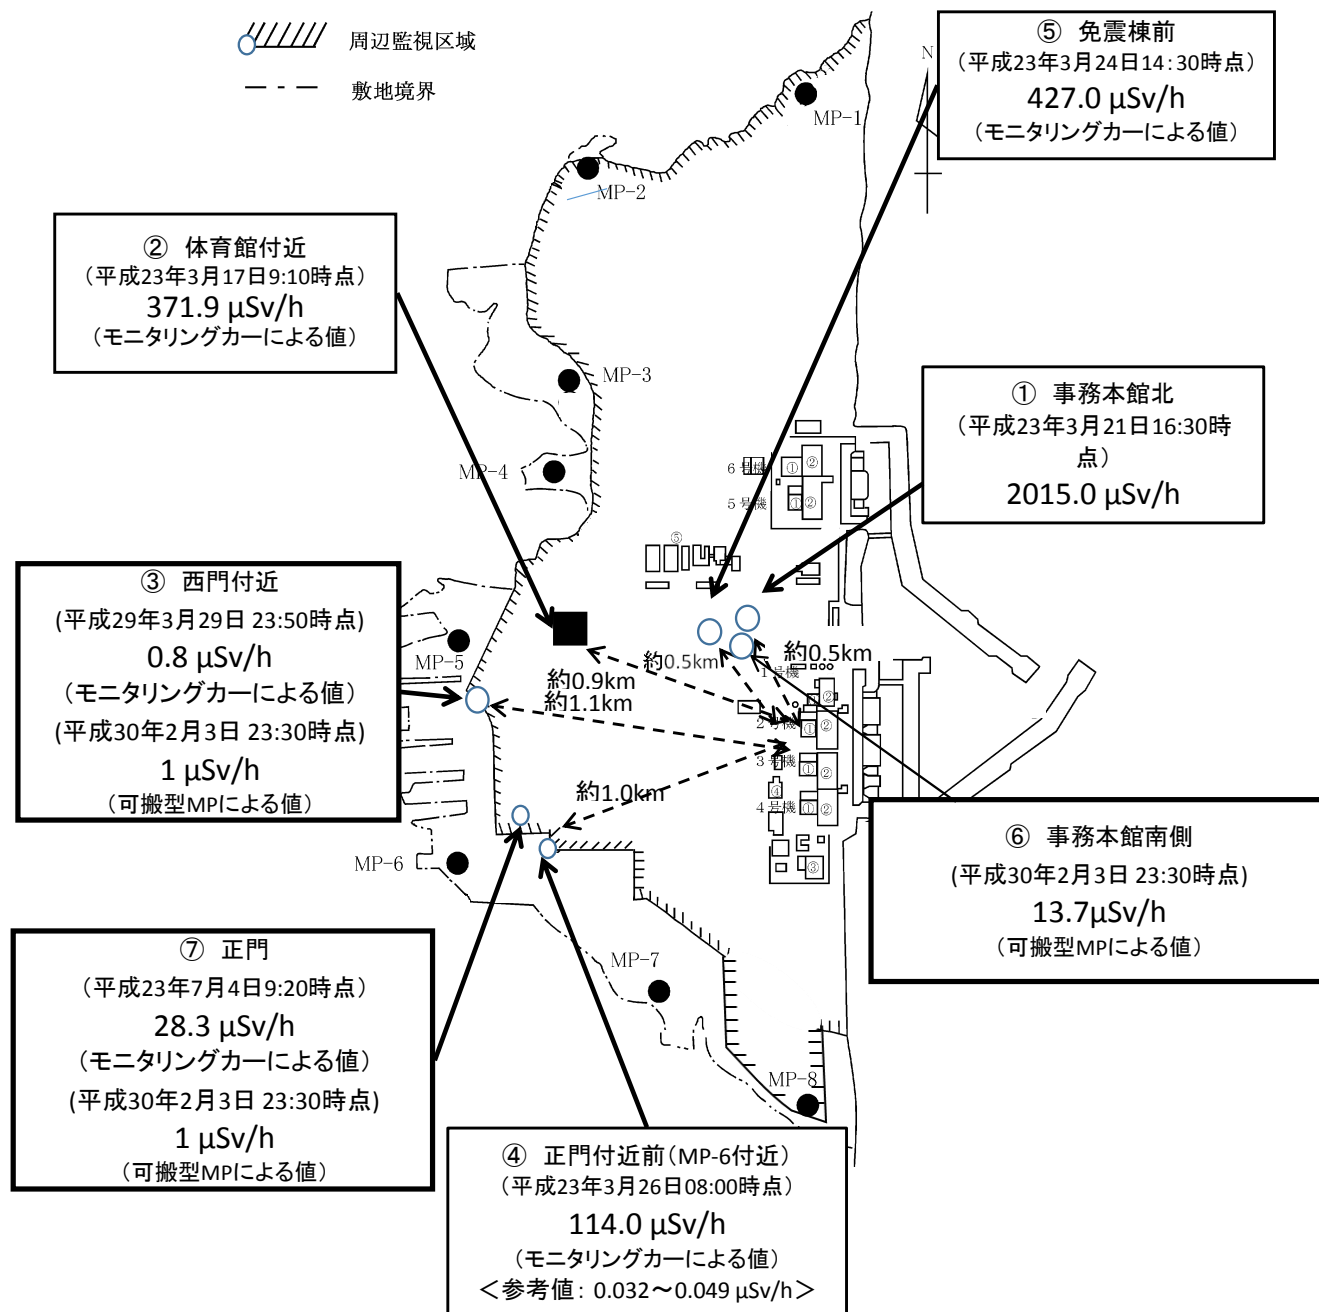 周辺監視区域
敷地境界
⑤ 免震棟前
(平成23年3月24日14:30時点)
427.0 µSv/h
(モニタリングカーによる値)
N
MP-1
MP-2
② 体育館付近
(平成23年3月17日9:10時点)
371.9 µSv/h
(モニタリングカーによる値)
MP-3
① 事務本館北
(平成23年3月21日16:30時
点)
2015.0 µSv/h
MP-4
6号機
① ②
5号機
① ②
⑤
③ 西門付近
(平成29年3月29日 23:50時点)
0.8 µSv/h
(モニタリングカーによる値)
(平成30年2月3日 23:30時点)
1 µSv/h
(可搬型MPによる値)
MP-5
約0.9km
約1.1km
約0.5km
約0.5km
1号機
②
2号機
① ②
3号機
① ②
④
4号機
① ②
③
約1.0km
MP-6
⑥ 事務本館南側
(平成30年2月3日 23:30時点)
13.7µSv/h
(可搬型MPによる値)
⑦ 正門
(平成23年7月4日9:20時点)
28.3 µSv/h
(モニタリングカーによる値)
(平成30年2月3日 23:30時点)
1 µSv/h
(可搬型MPによる値)
MP-7
MP-8
④ 正門付近前(MP-6付近)
(平成23年3月26日08:00時点)
114.0 µSv/h
(モニタリングカーによる値)
<参考値: 0.032～0.049 µSv/h>